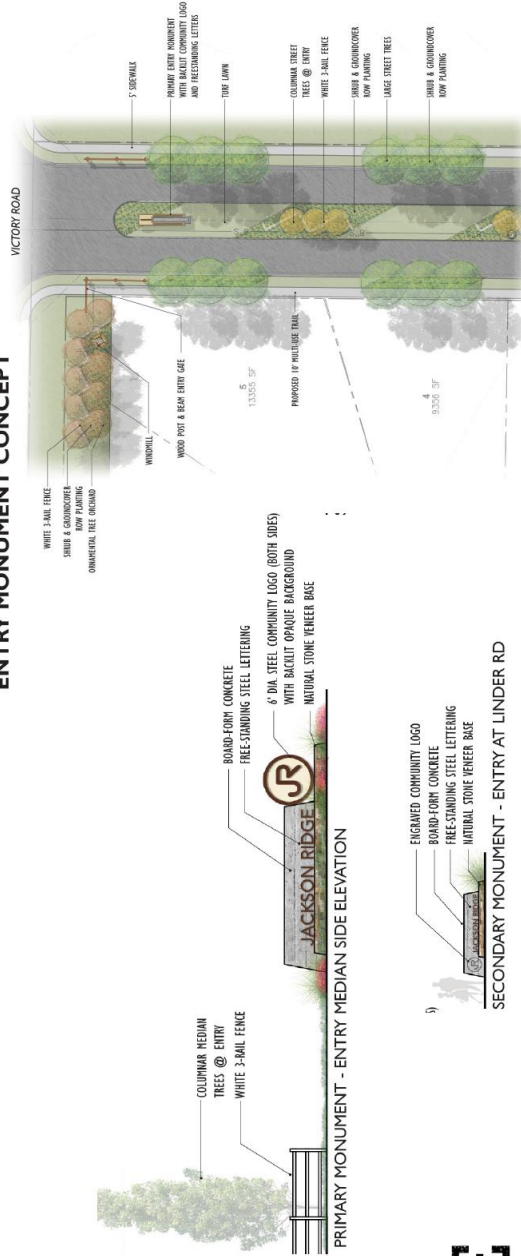 ENTRY MONUMENT CONCEPT
VICTORY ROAD
WHITE 3-RAIL FENCE
SHRUB & GROUNDCOVER
ROW PLANTING
ORNAMENTAL TREE ORCHARD
WINDMILL
WOOD POST & BEAM ENTRY GATE
5
13355 SF
PROPOSED 10' MULTI-USE TRAIL
4
9356 SF
5' SIDEWALK
PRIMARY ENTRY MONUMENT
WITH BACKLIT COMMUNITY LOGO
AND FREESTANDING LETTERS
TURF LAWN
COLUMNAR STREET
TREES @ ENTRY
WHITE 3-RAIL FENCE
SHRUB & GROUNDCOVER
ROW PLANTING
LARGE STREET TREES
SHRUB & GROUNDCOVER
ROW PLANTING
COLUMNAR MEDIAN
TREES @ ENTRY
WHITE 3-RAIL FENCE
BOARD-FORM CONCRETE
FREE-STANDING STEEL LETTERING
6' DIA. STEEL COMMUNITY LOGO (BOTH SIDES)
WITH BACKLIT OPAQUE BACKGROUND
NATURAL STONE VENEER BASE
JACKSON RIDGE
JR
PRIMARY MONUMENT - ENTRY MEDIAN SIDE ELEVATION
ENGRAVED COMMUNITY LOGO
BOARD-FORM CONCRETE
FREE-STANDING STEEL LETTERING
NATURAL STONE VENEER BASE
JR JACKSON RIDGE
SECONDARY MONUMENT - ENTRY AT LINDER RD